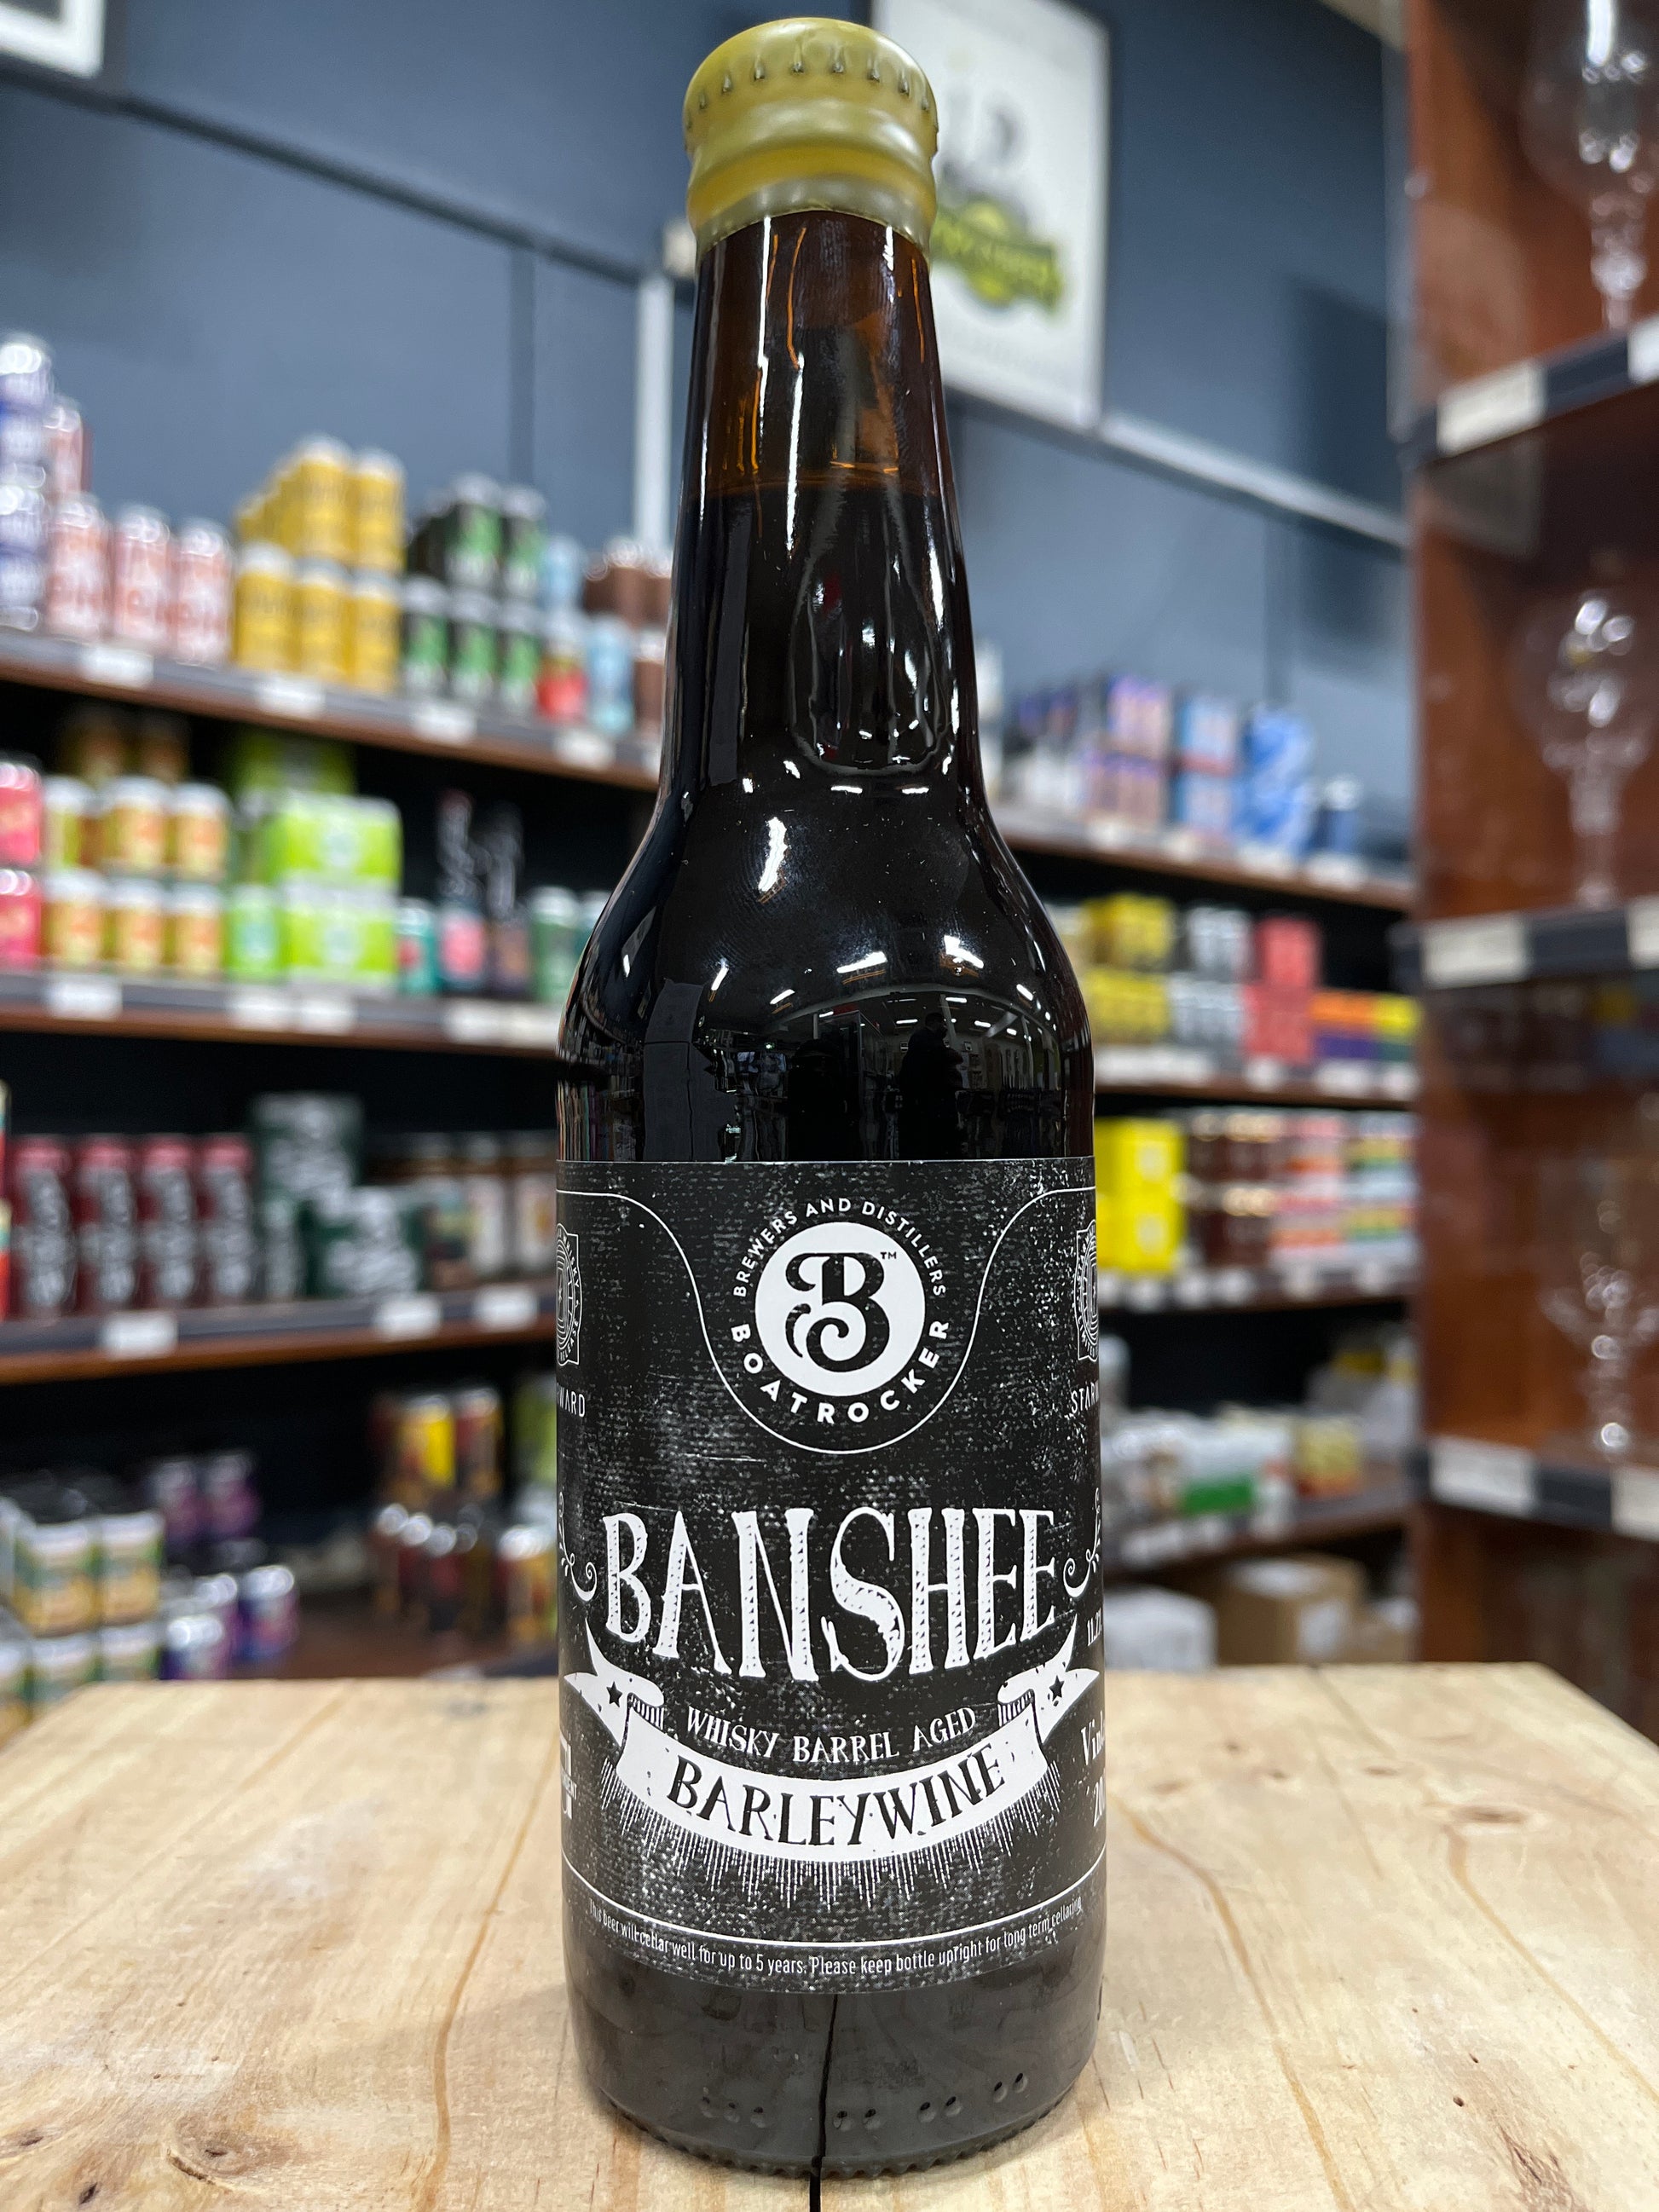 BREWERS AND DISTILLERS
B™
BOATROCKER
BANSHEE
WHISKY BARREL AGED
BARLEYWINE
This beer will cellar well for up to 5 years. Please keep bottle upright for long term cellaring